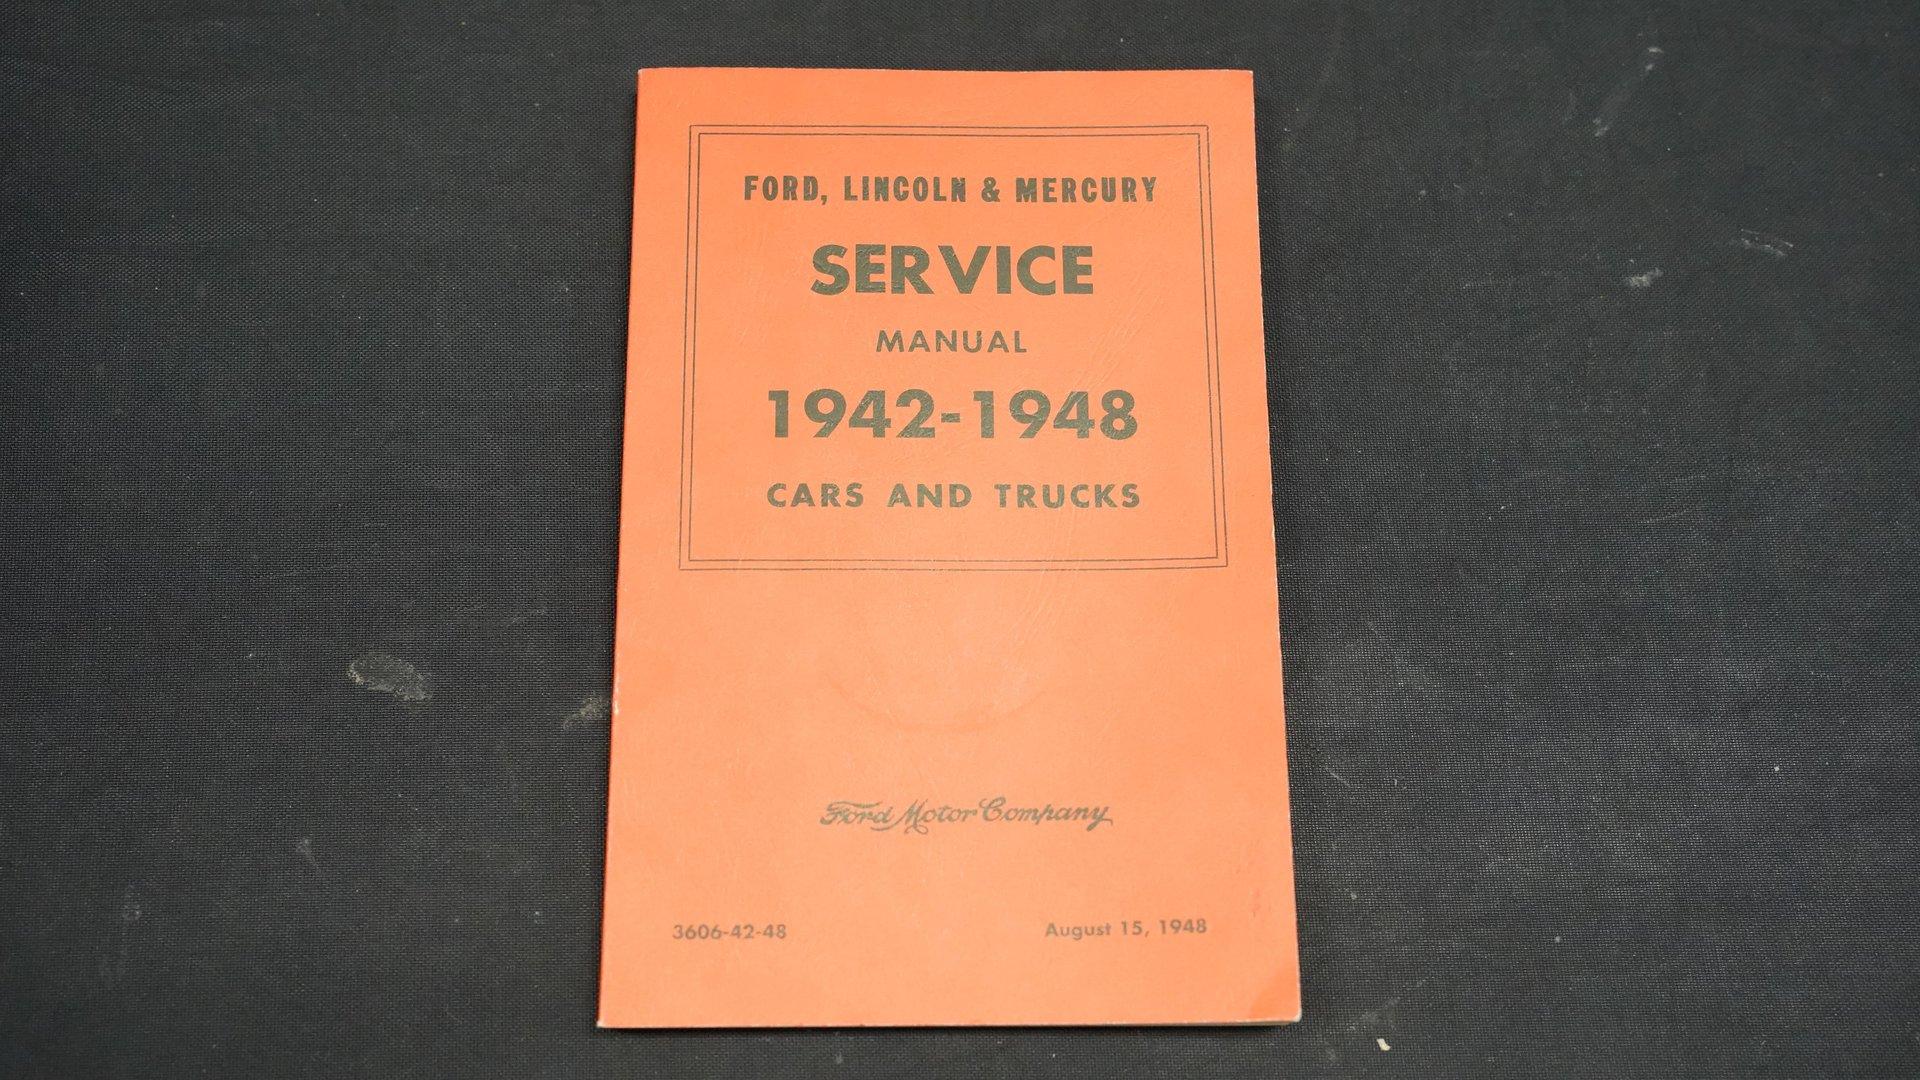 FORD, LINCOLN & MERCURY
SERVICE
MANUAL
1942-1948
CARS AND TRUCKS
Ford Motor Company
3606-42-48 August 15, 1948